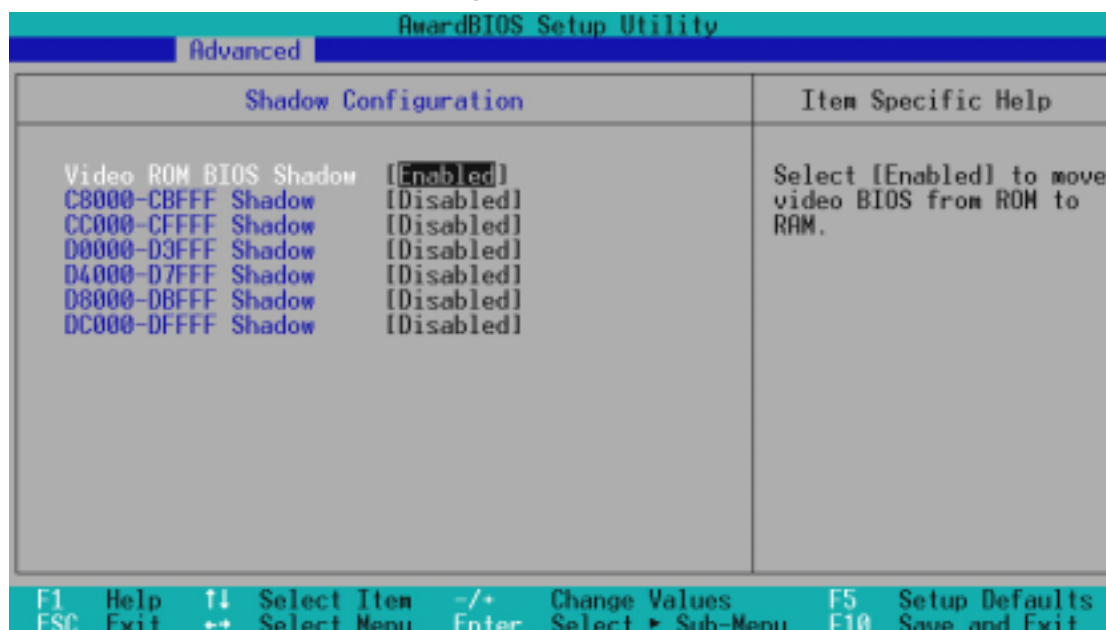 AwardBIOS Setup Utility
Advanced
Shadow Configuration
Item Specific Help
Video ROM BIOS Shadow [Enabled]
C8000-CBFFF Shadow [Disabled]
CC000-CFFFF Shadow [Disabled]
D0000-D3FFF Shadow [Disabled]
D4000-D7FFF Shadow [Disabled]
D8000-DBFFF Shadow [Disabled]
DC000-DFFFF Shadow [Disabled]
Select [Enabled] to move
video BIOS from ROM to
RAM.
F1 Help ↑↓ Select Item -/+ Change Values F5 Setup Defaults
ESC Exit ←→ Select Menu Enter Select ► Sub-Menu F10 Save and Exit